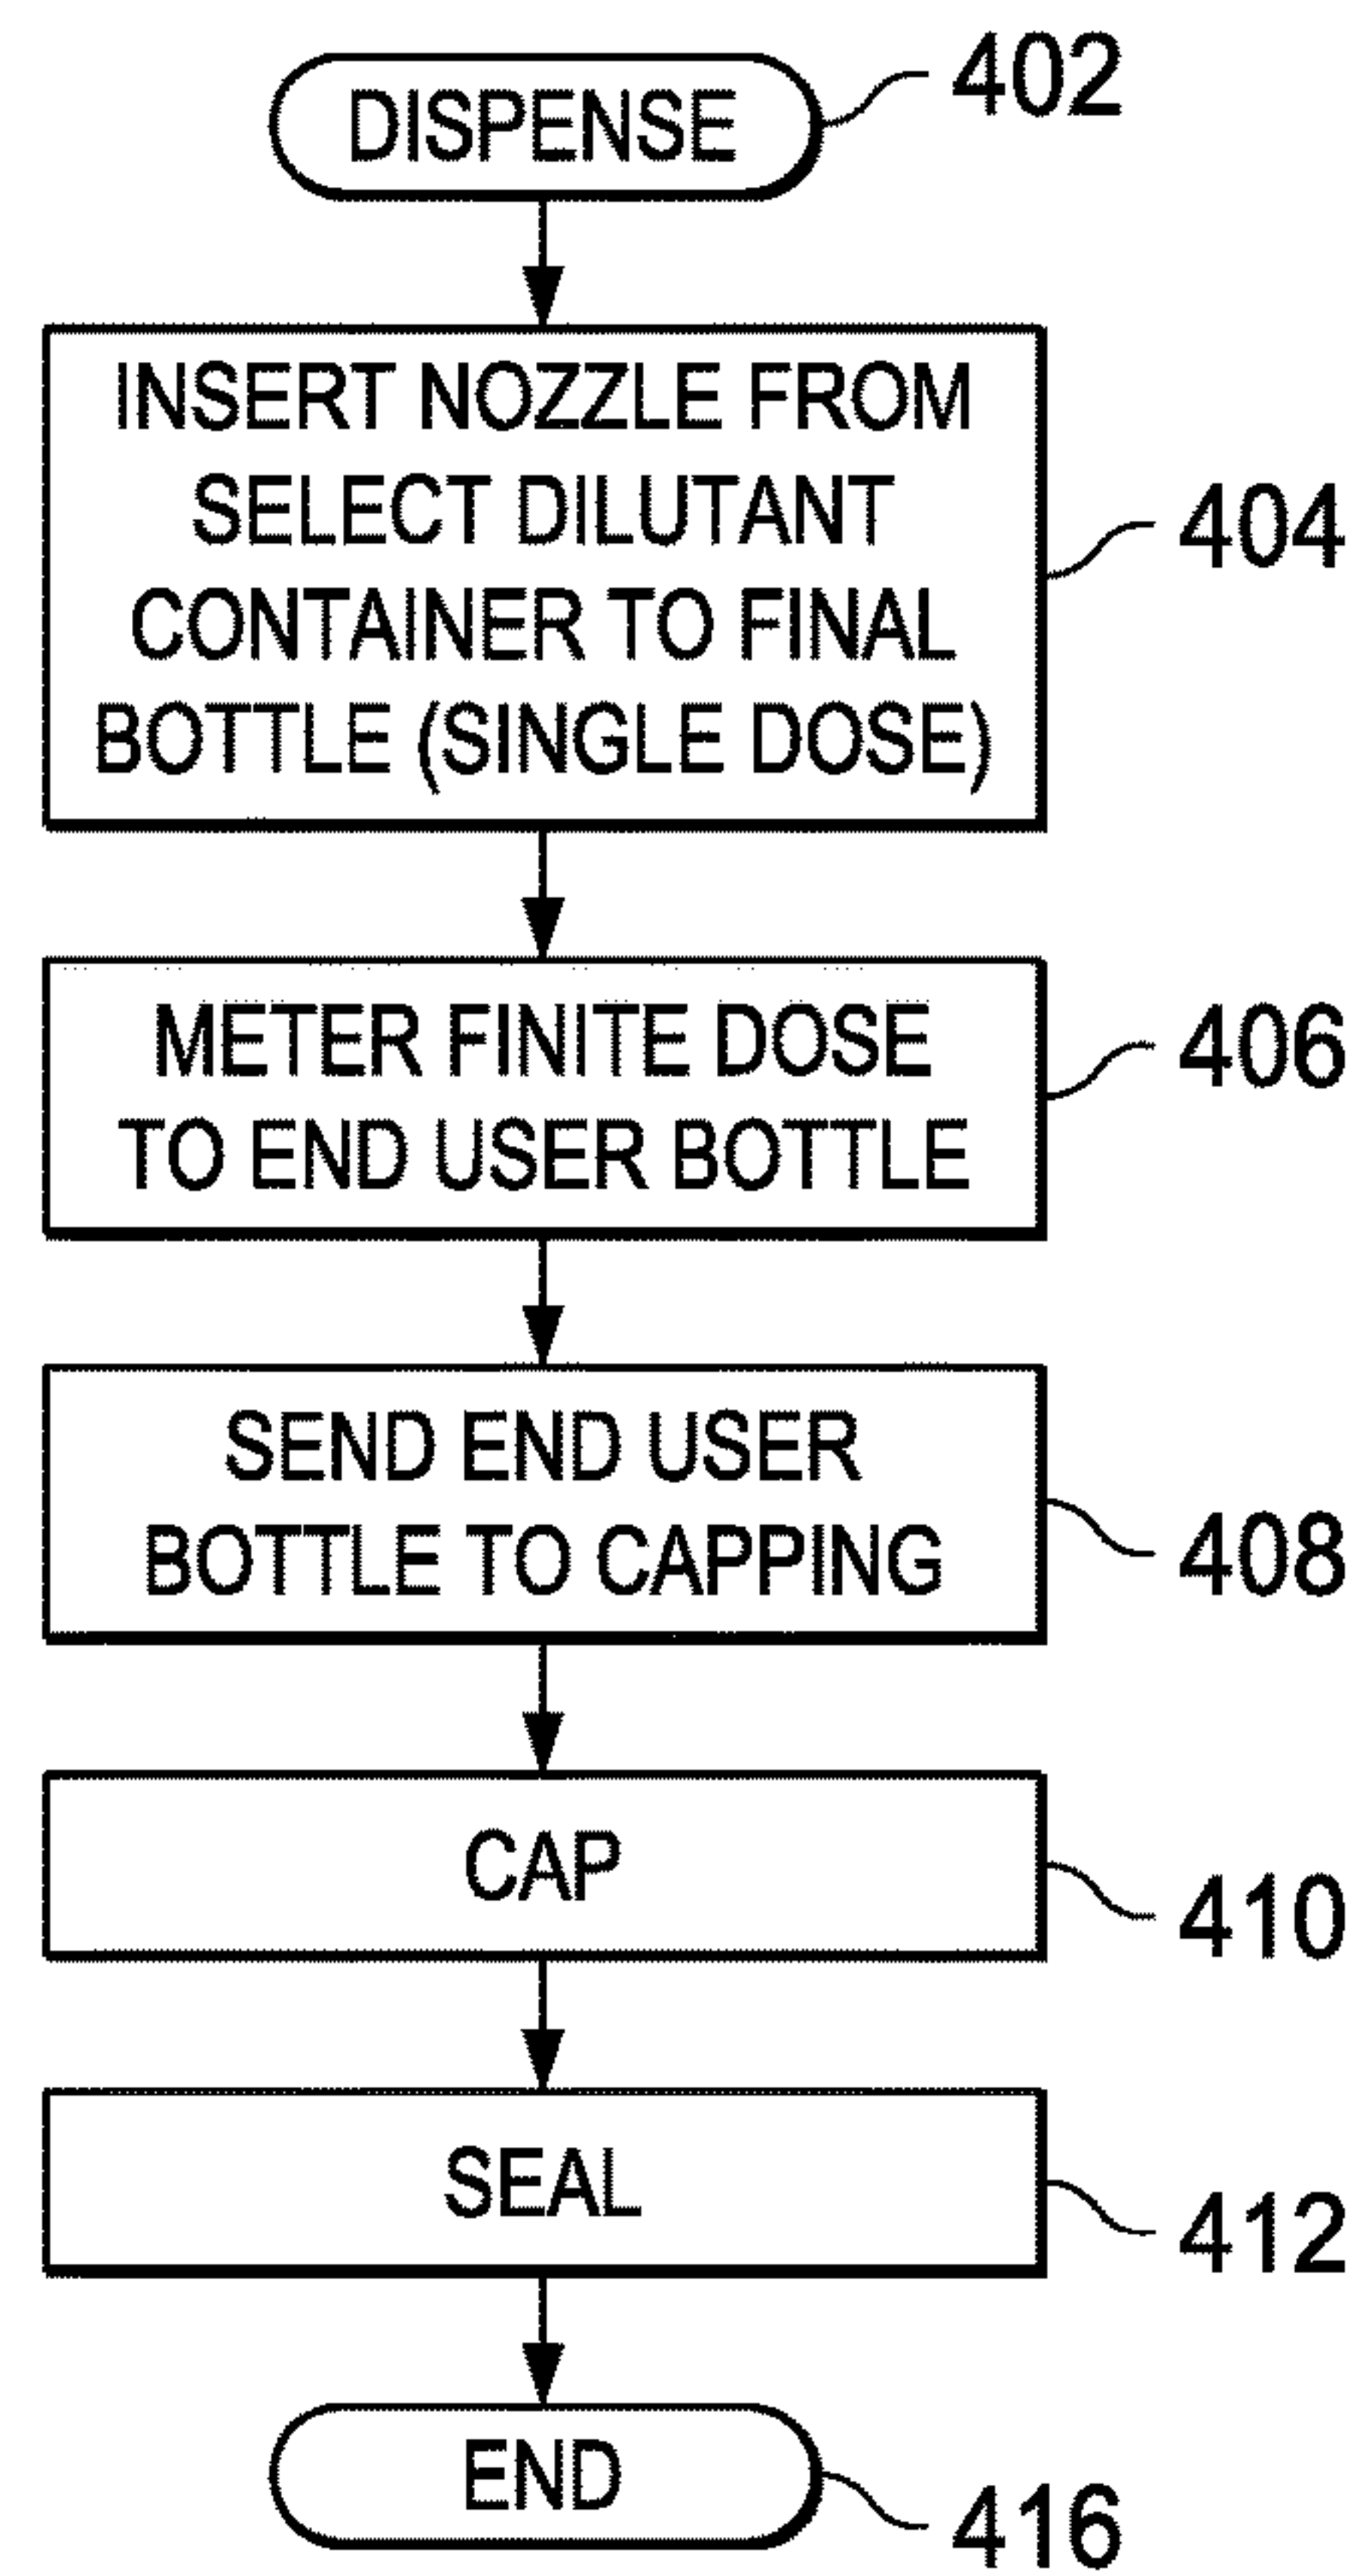 DISPENSE
402
INSERT NOZZLE FROM
SELECT DILUTANT
CONTAINER TO FINAL
BOTTLE (SINGLE DOSE)
404
METER FINITE DOSE
TO END USER BOTTLE
406
SEND END USER
BOTTLE TO CAPPING
408
CAP
410
SEAL
412
END
416